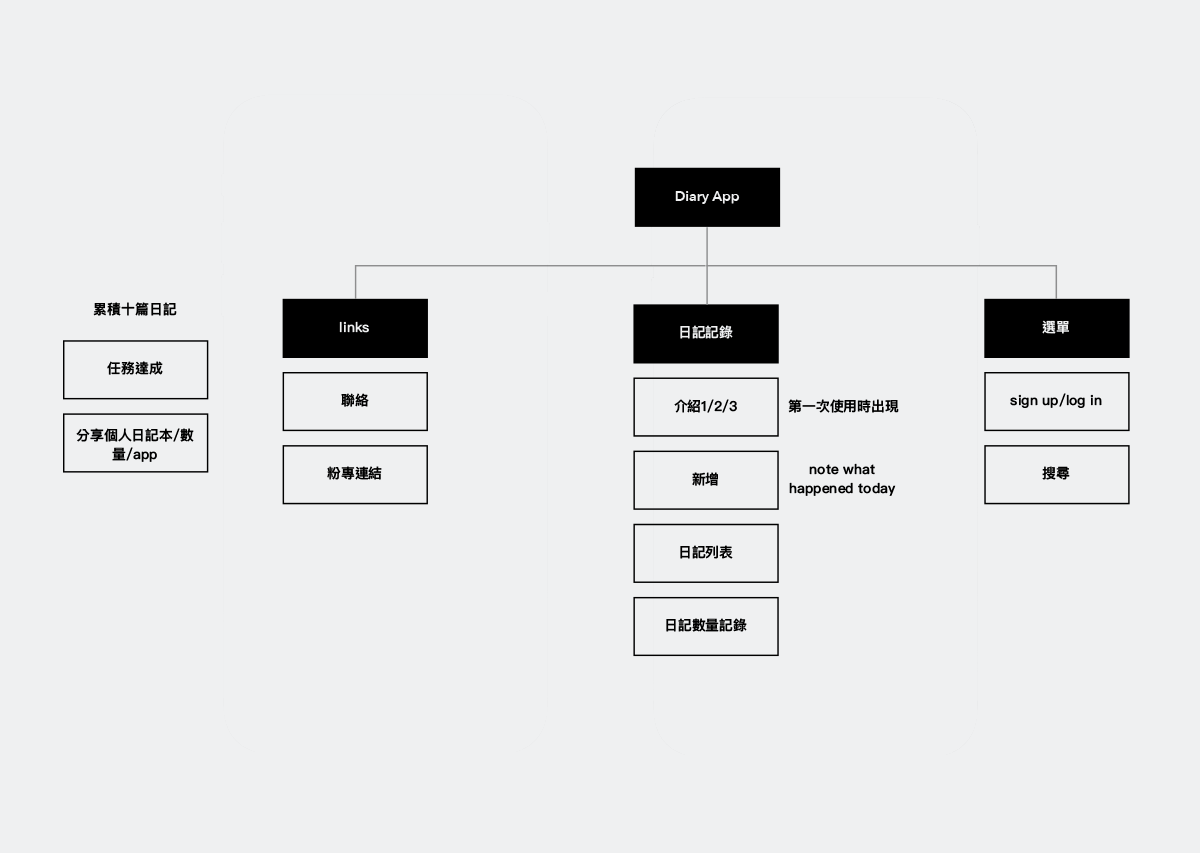 Diary App
累積十篇日記
任務達成
分享個人日記本/數
量/app
links
聯絡
粉專連結
日記記錄
介紹1/2/3
第一次使用時出現
新增
note what
happened today
日記列表
日記數量記錄
選單
sign up/log in
搜尋